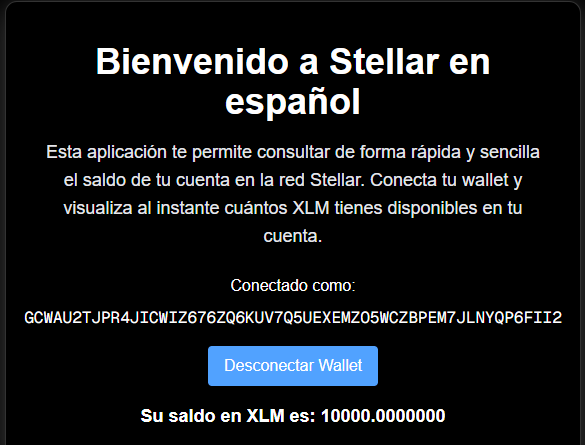 Bienvenido a Stellar en
español
Esta aplicación te permite consultar de forma rápida y sencilla
el saldo de tu cuenta en la red Stellar. Conecta tu wallet y
visualiza al instante cuántos XLM tienes disponibles en tu
cuenta.
Conectado como:
GCWAU2TJPR4JICWIZ676ZQ6KUV7Q5UEXEMZO5WCZBPEM7JLNYQP6FII2
Desconectar Wallet
Su saldo en XLM es: 10000.0000000